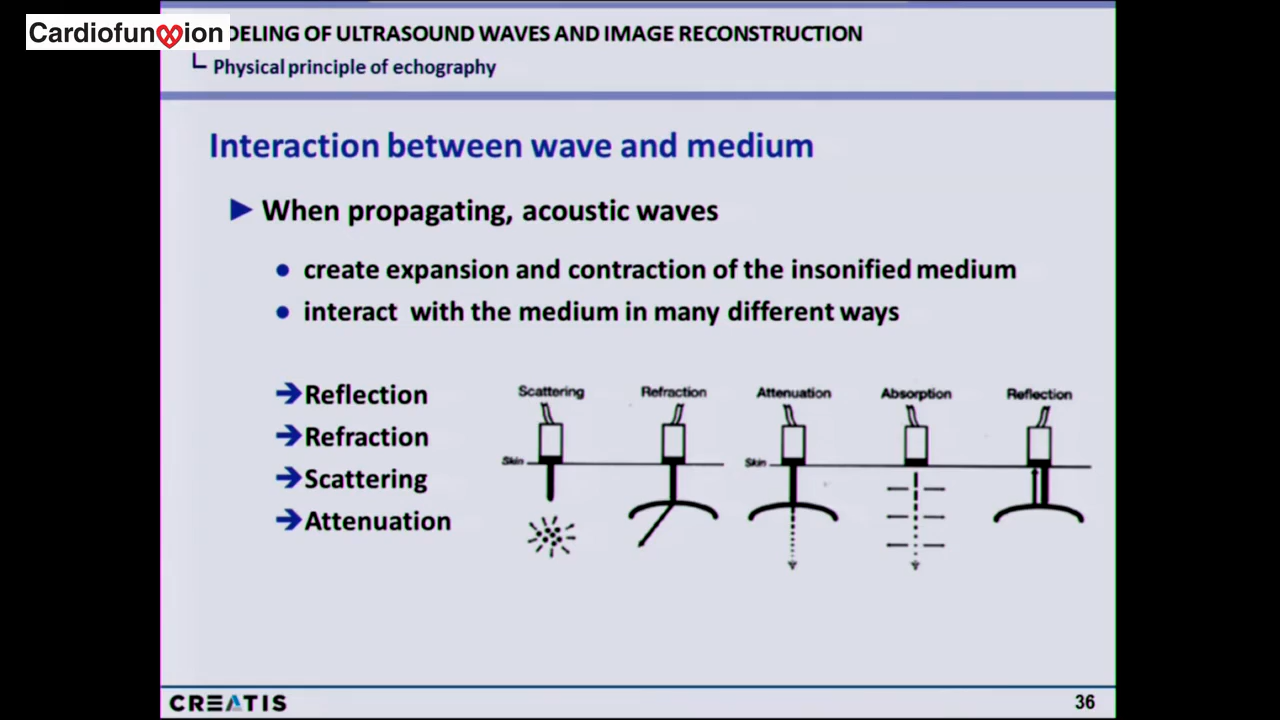 Cardiofunxion
DELING OF ULTRASOUND WAVES AND IMAGE RECONSTRUCTION
Physical principle of echography
Interaction between wave and medium
When propagating, acoustic waves
create expansion and contraction of the insonified medium
interact with the medium in many different ways
Reflection
Refraction
Scattering
Attenuation
Scattering Refraction Attenuation Absorption Reflection
Skin Skin
CREATIS 36